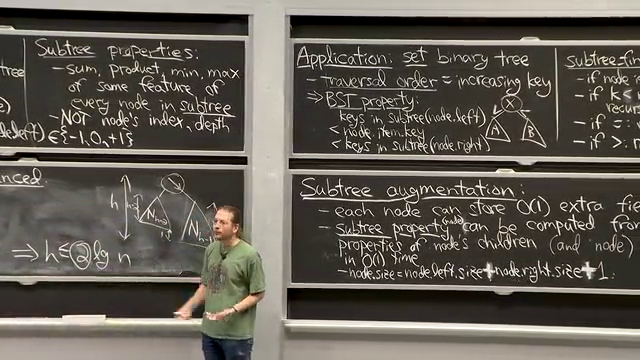 tree
Subtree properties:
- sum, product, min, max
of some feature of
every node in subtree
- NOT node's index, depth
∈ {-1, 0, +1}
anced
h
N
⇒ h ≤ 2 lg n
Application: set binary tree
- traversal order = increasing key
⇒ BST property:
keys in subtree(node.left)
< node.item.key
< keys in subtree(node.right)
X
A
B
subtree
- if node
- if k <
recur
- if =:
- if >:
Subtree augmentation:
- each node can store O(1) extra fie
- subtree property(node) can be computed from
properties of node's children (and node)
in O(1) time
- node.size = node.left.size + node.right.size + 1